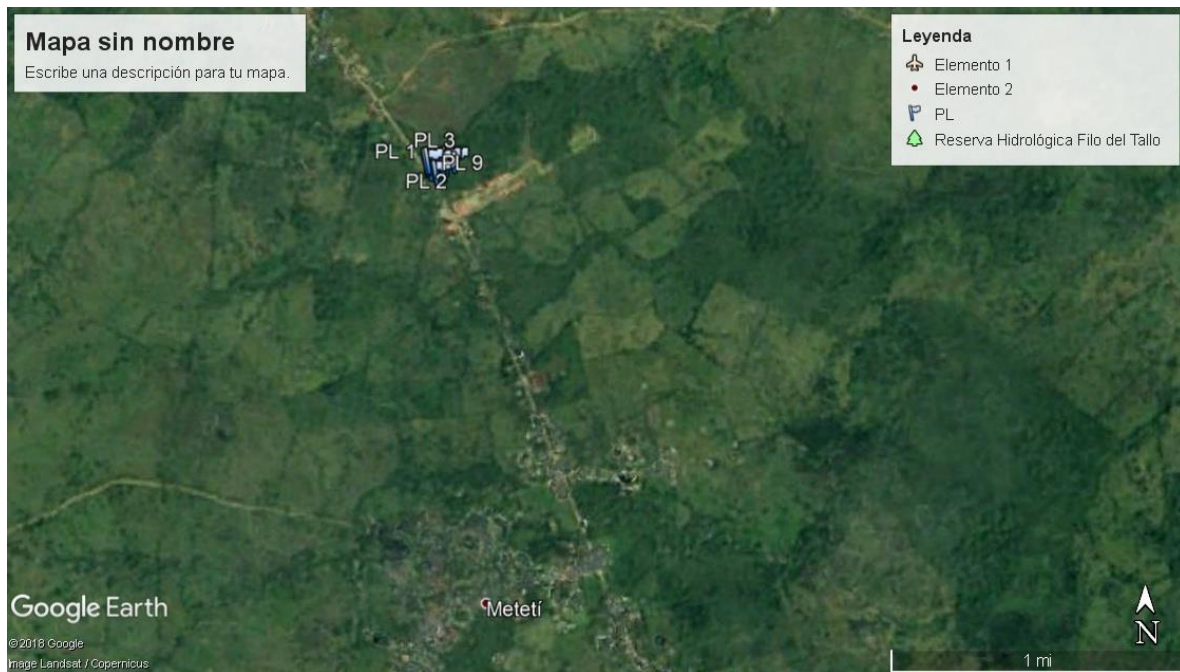 Mapa sin nombre
Escribe una descripción para tu mapa.
Leyenda
Elemento 1
Elemento 2
PL
Reserva Hidrológica Filo del Tallo
PL 3
PL 1
PL 9
PL 2
Metetí
Google Earth
©2018 Google
Image Landsat / Copernicus
N
1 mi